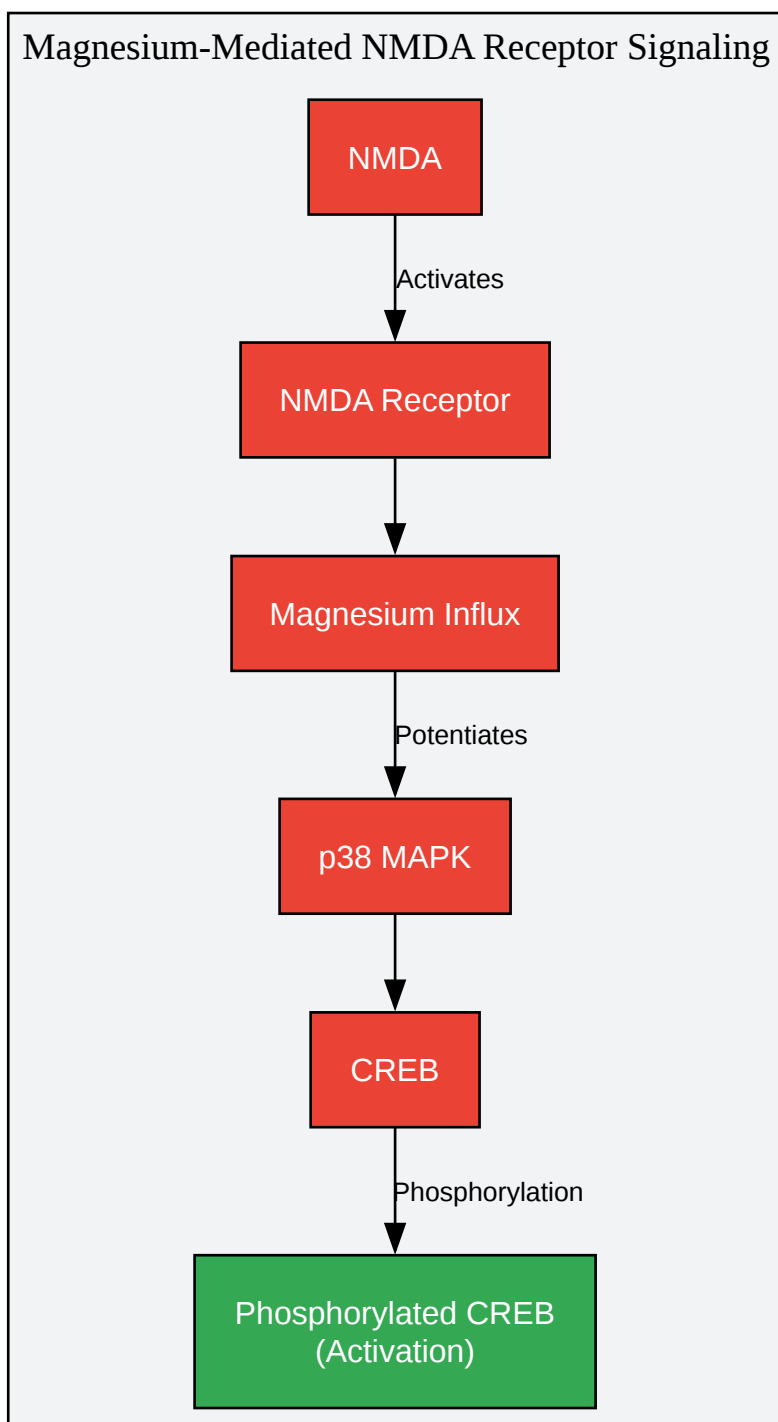 Magnesium-Mediated NMDA Receptor Signaling
NMDA
Activates
NMDA Receptor
Magnesium Influx
Potentiates
p38 MAPK
CREB
Phosphorylation
Phosphorylated CREB
(Activation)